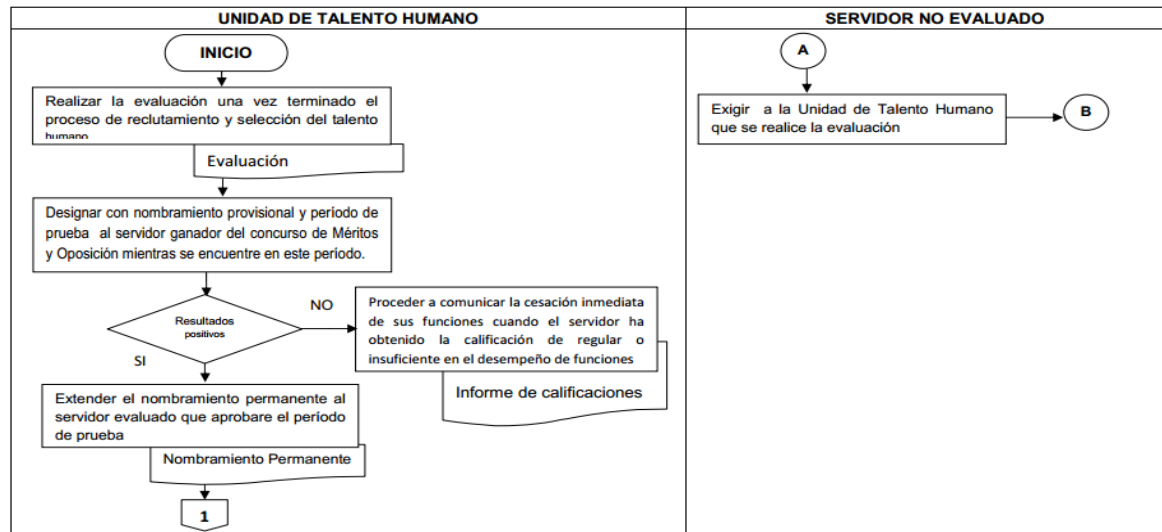 UNIDAD DE TALENTO HUMANO
SERVIDOR NO EVALUADO
INICIO
Realizar la evaluación una vez terminado el
proceso de reclutamiento y selección del talento
humano
Evaluación
Designar con nombramiento provisional y período de
prueba al servidor ganador del concurso de Méritos
y Oposición mientras se encuentre en este período.
Resultados
positivos
NO
SI
Proceder a comunicar la cesación inmediata
de sus funciones cuando el servidor ha
obtenido la calificación de regular o
insuficiente en el desempeño de funciones
Informe de calificaciones
Extender el nombramiento permanente al
servidor evaluado que aprobare el período
de prueba
Nombramiento Permanente
1
A
Exigir a la Unidad de Talento Humano
que se realice la evaluación
B